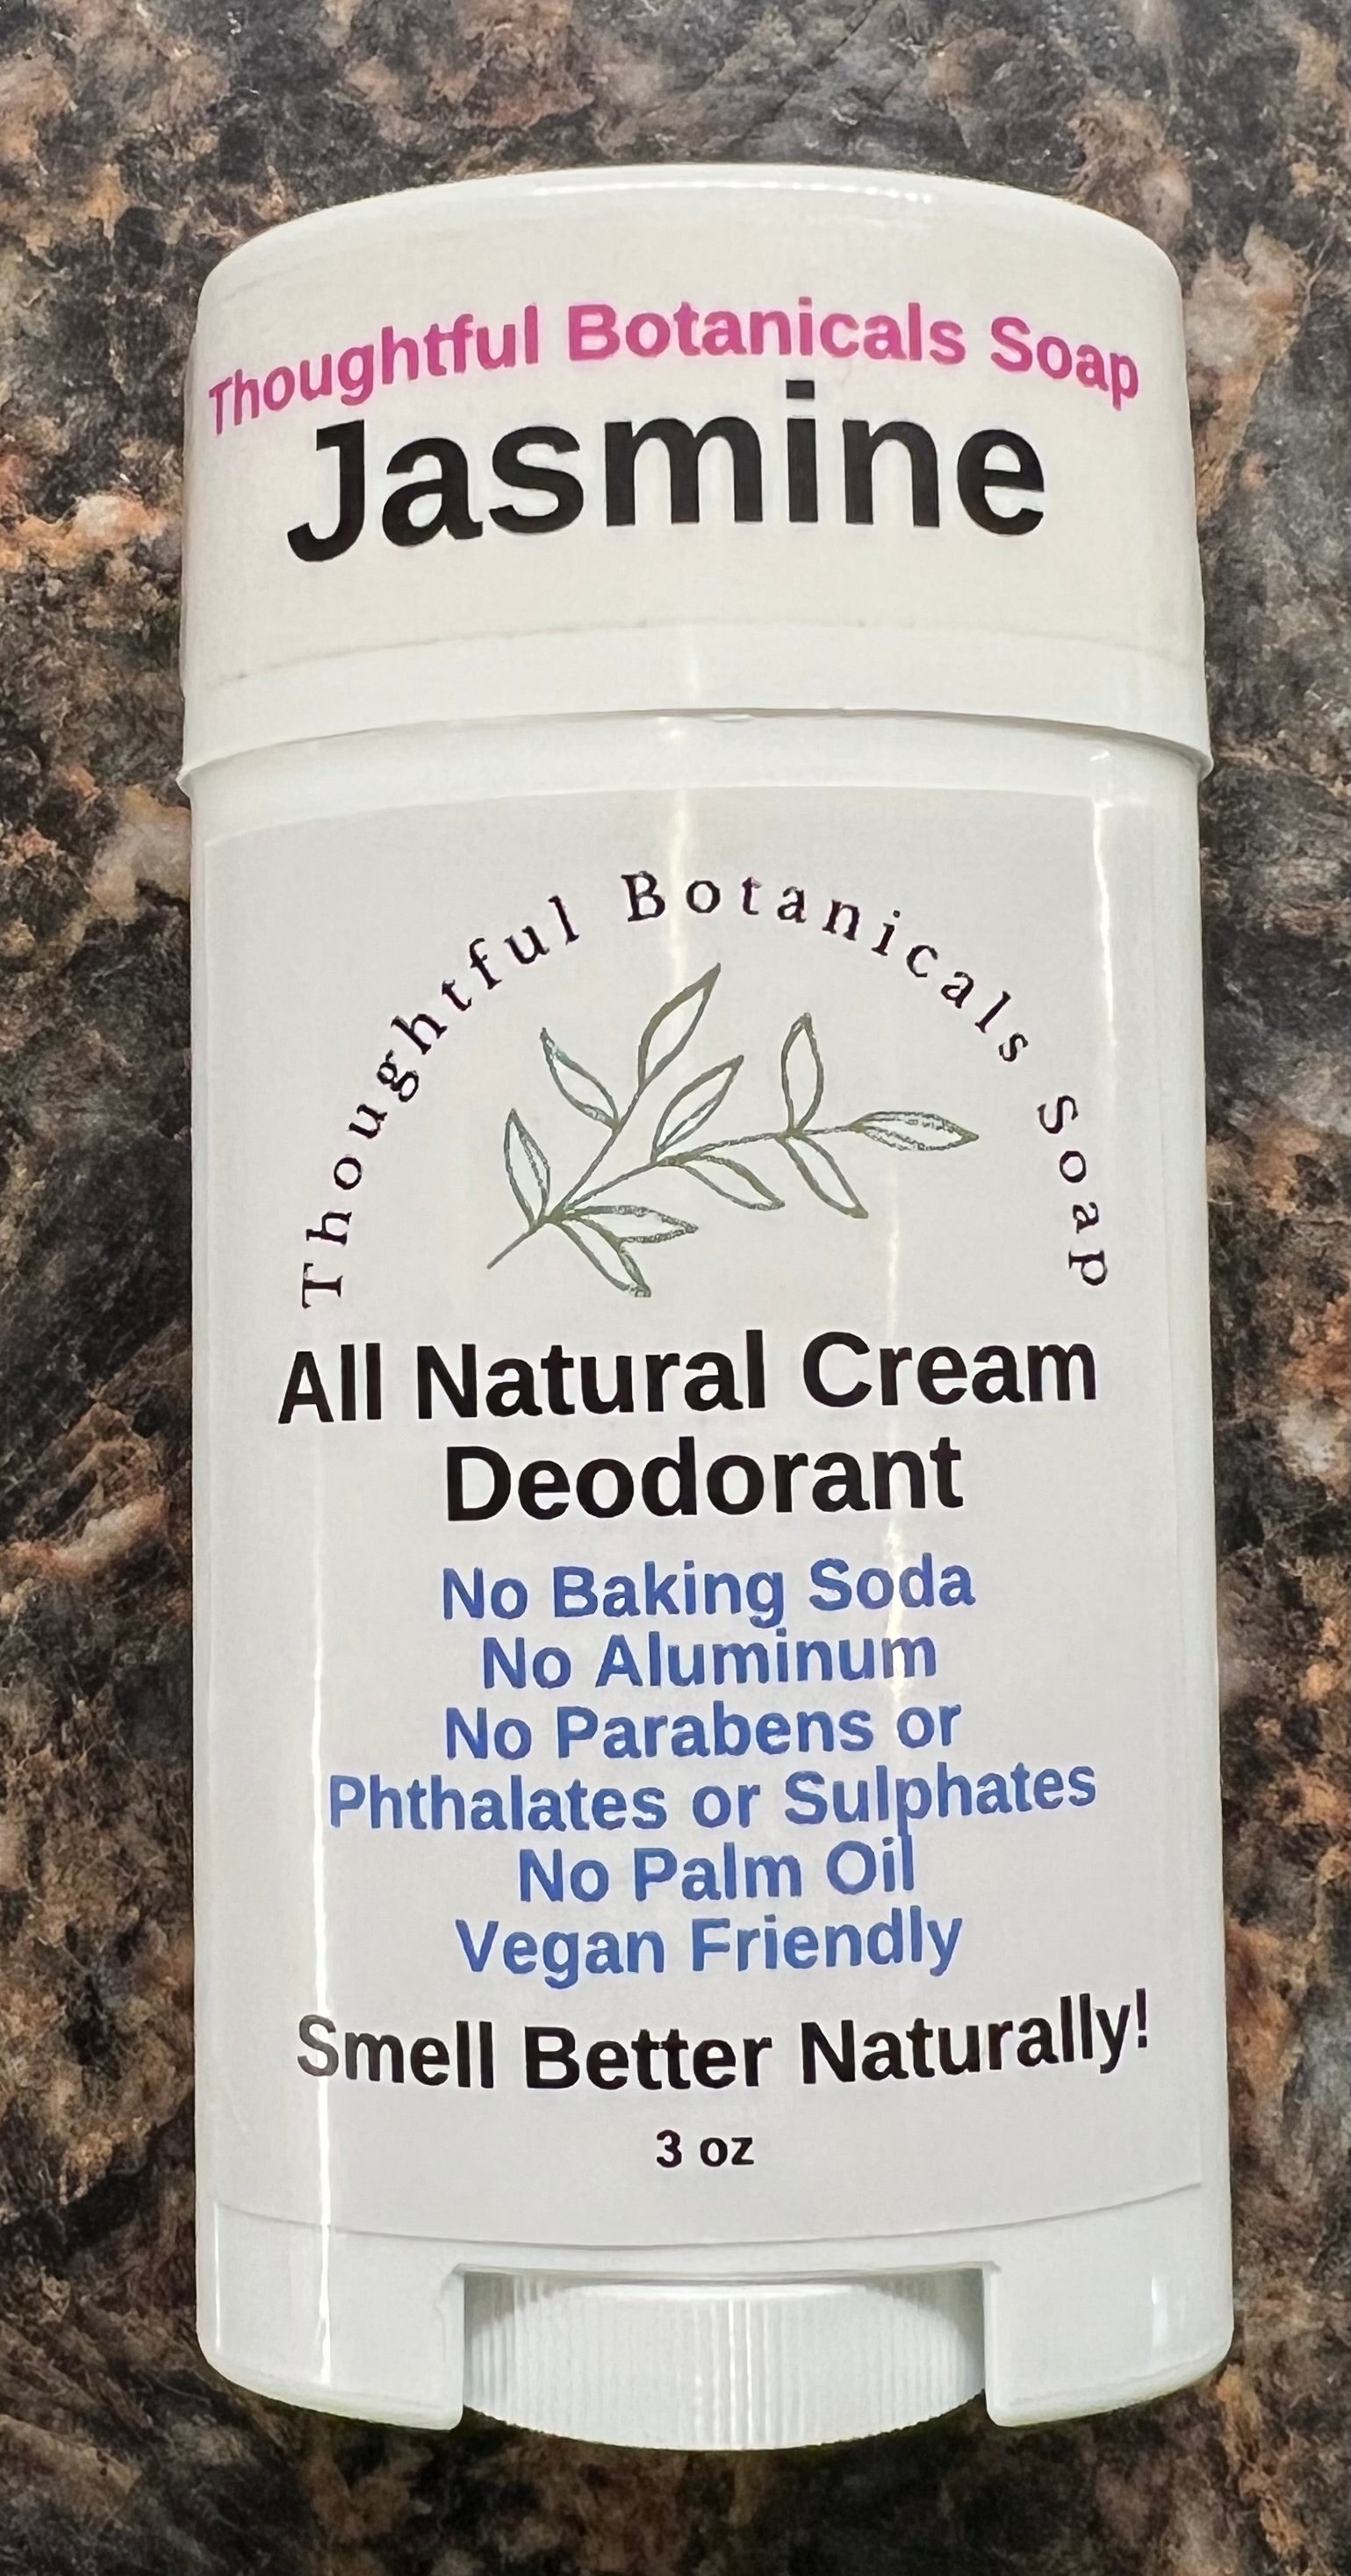 Thoughtful Botanicals Soap
Jasmine
Thoughtful Botanicals Soap
All Natural Cream
Deodorant
No Baking Soda
No Aluminum
No Parabens or
Phthalates or Sulphates
No Palm Oil
Vegan Friendly
Smell Better Naturally!
3 oz